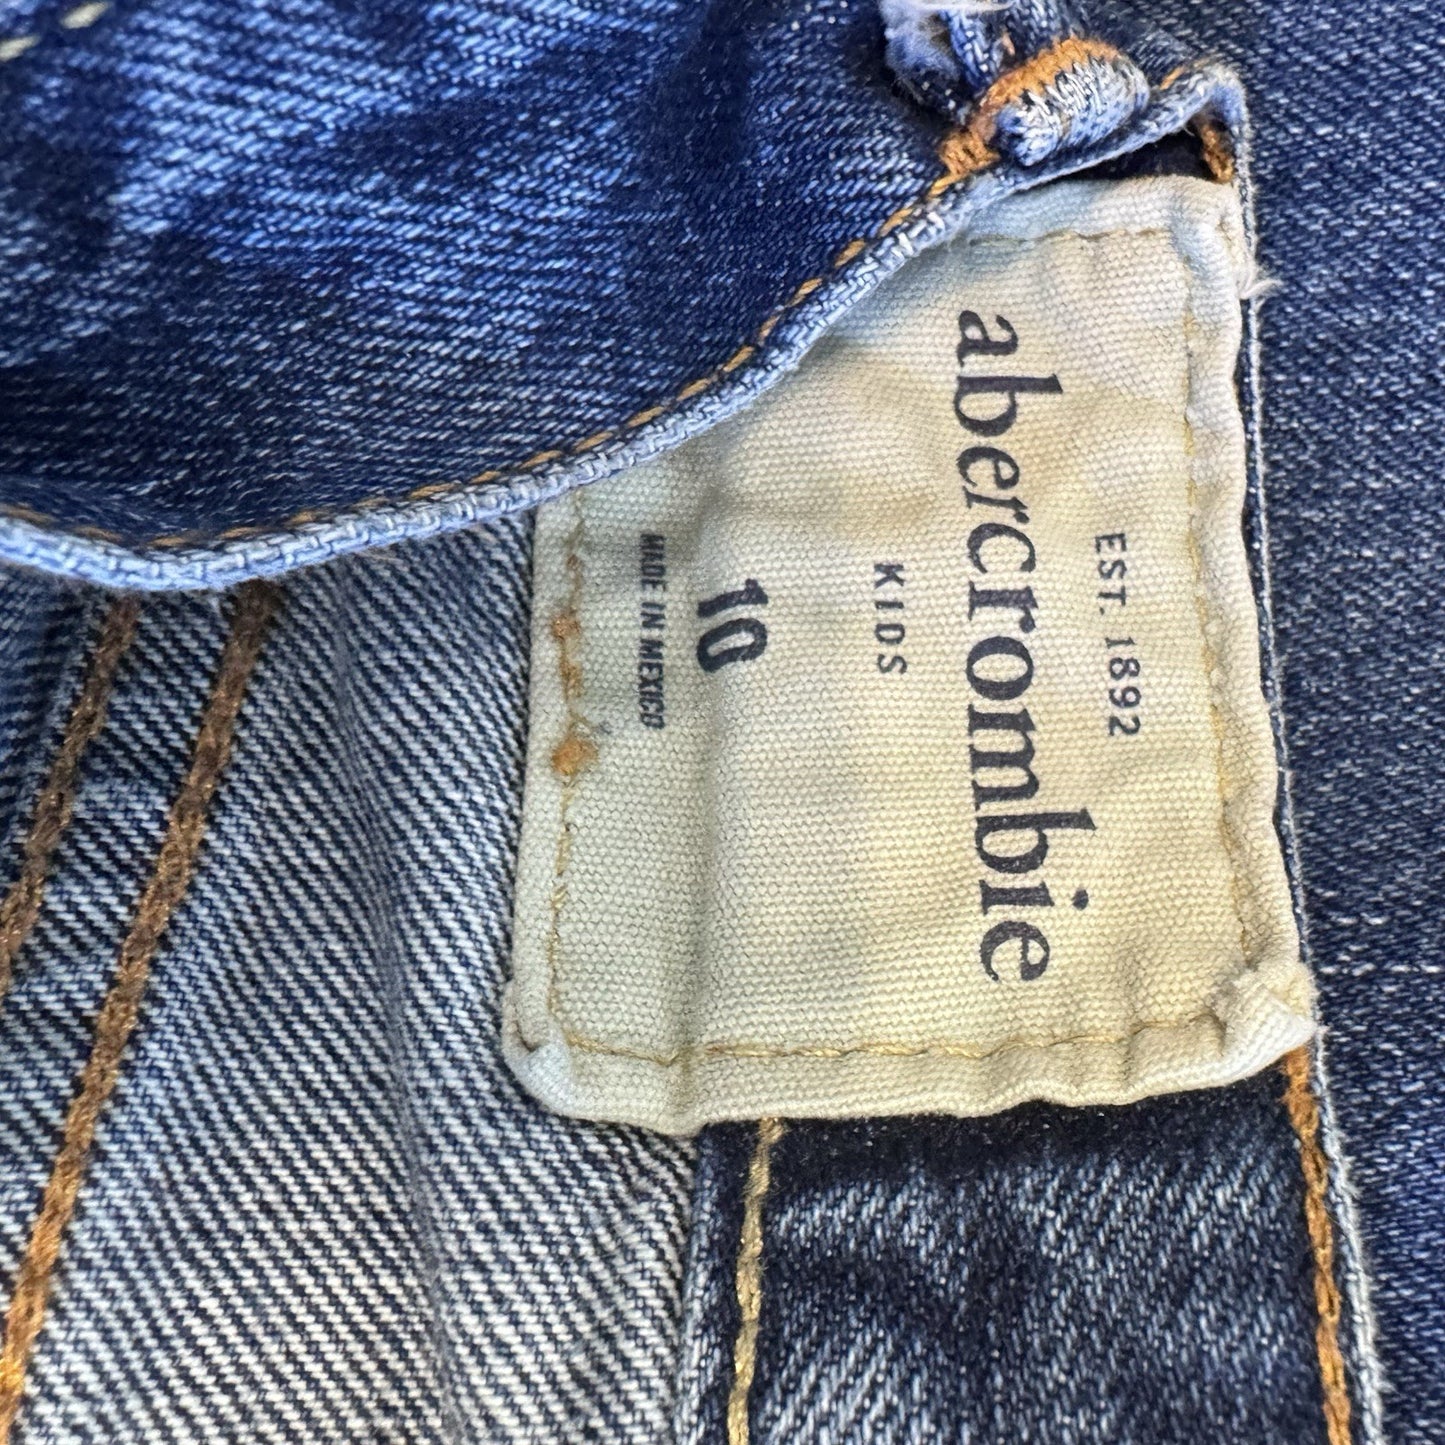 EST. 1892
abercrombie
KIDS
10
MADE IN MEXICO